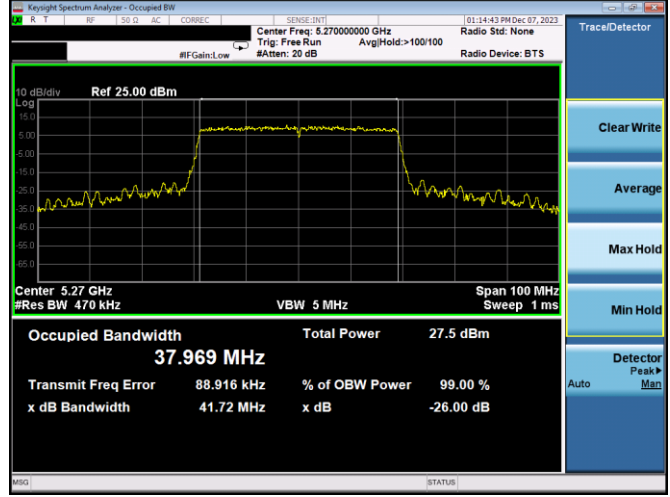 Keysight Spectrum Analyzer - Occupied BW
R T RF 50 Ω AC CORREC SENSE:INT 01:14:43 PM Dec 07, 2023
Center Freq: 5.270000000 GHz Radio Std: None
Trig: Free Run Avg|Hold:>100/100
#IFGain:Low #Atten: 20 dB Radio Device: BTS
Trace/Detector
10 dB/div Ref 25.00 dBm
Log
15.0
5.00
-5.00
-15.0
-25.0
-35.0
-45.0
-55.0
-65.0
Center 5.27 GHz Span 100 MHz
#Res BW 470 kHz VBW 5 MHz Sweep 1 ms
Occupied Bandwidth Total Power 27.5 dBm
37.969 MHz
Transmit Freq Error 88.916 kHz % of OBW Power 99.00 %
x dB Bandwidth 41.72 MHz x dB -26.00 dB
Clear Write
Average
Max Hold
Min Hold
Detector
Peak▶
Auto Man
MSG STATUS